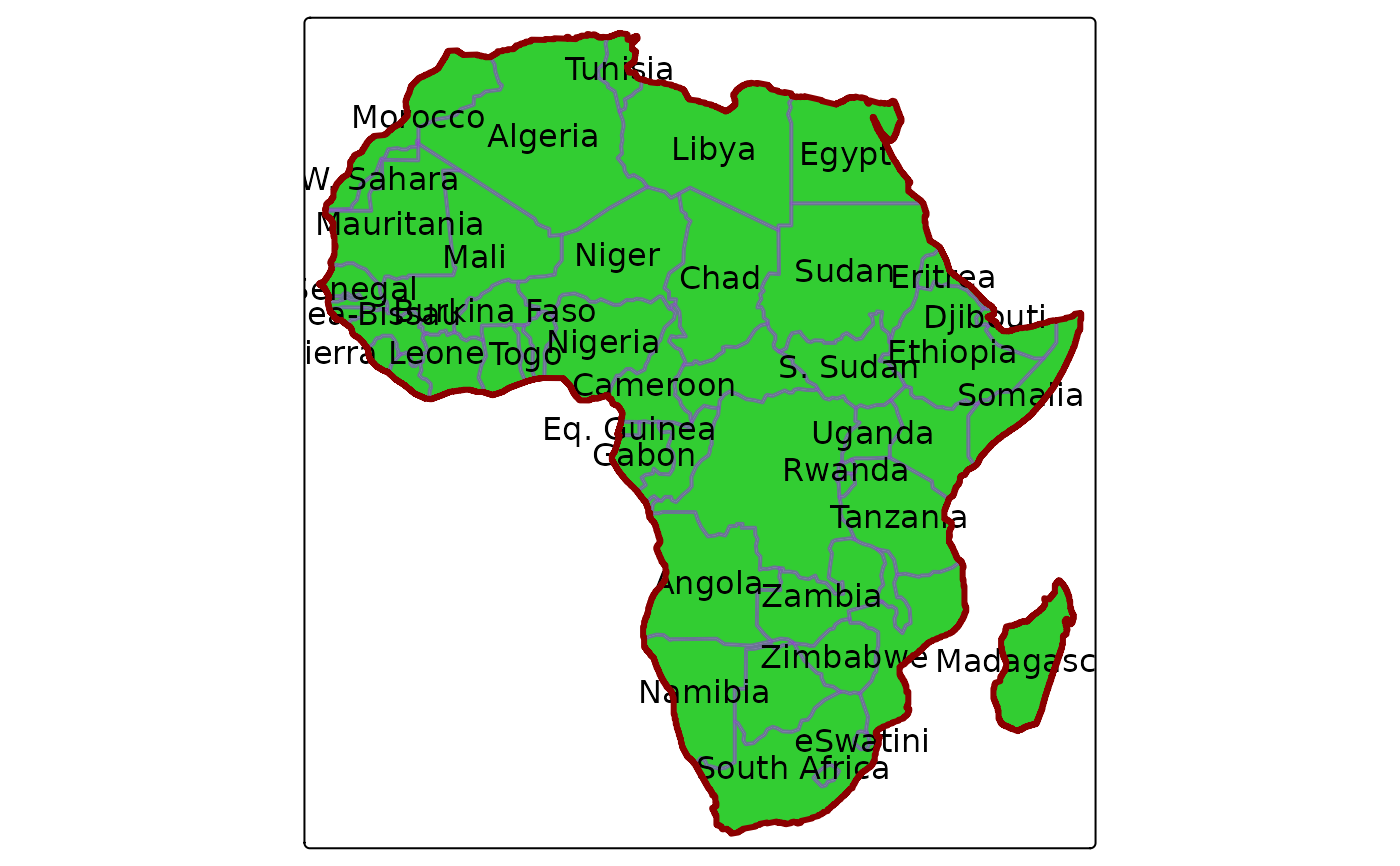 Tunisia
Morocco
Algeria
Libya
Egypt
W. Sahara
Mauritania
Mali
Niger
Chad
Sudan
Eritrea
Senegal
ea-Bissau
Burkina Faso
Djibouti
Nigeria
ierra Leone
Togo
Ethiopia
S. Sudan
Cameroon
Somalia
Eq. Guinea
Uganda
Gabon
Rwanda
Tanzania
Angola
Zambia
Zimbabwe
Madagasc
Namibia
eSwatini
South Africa